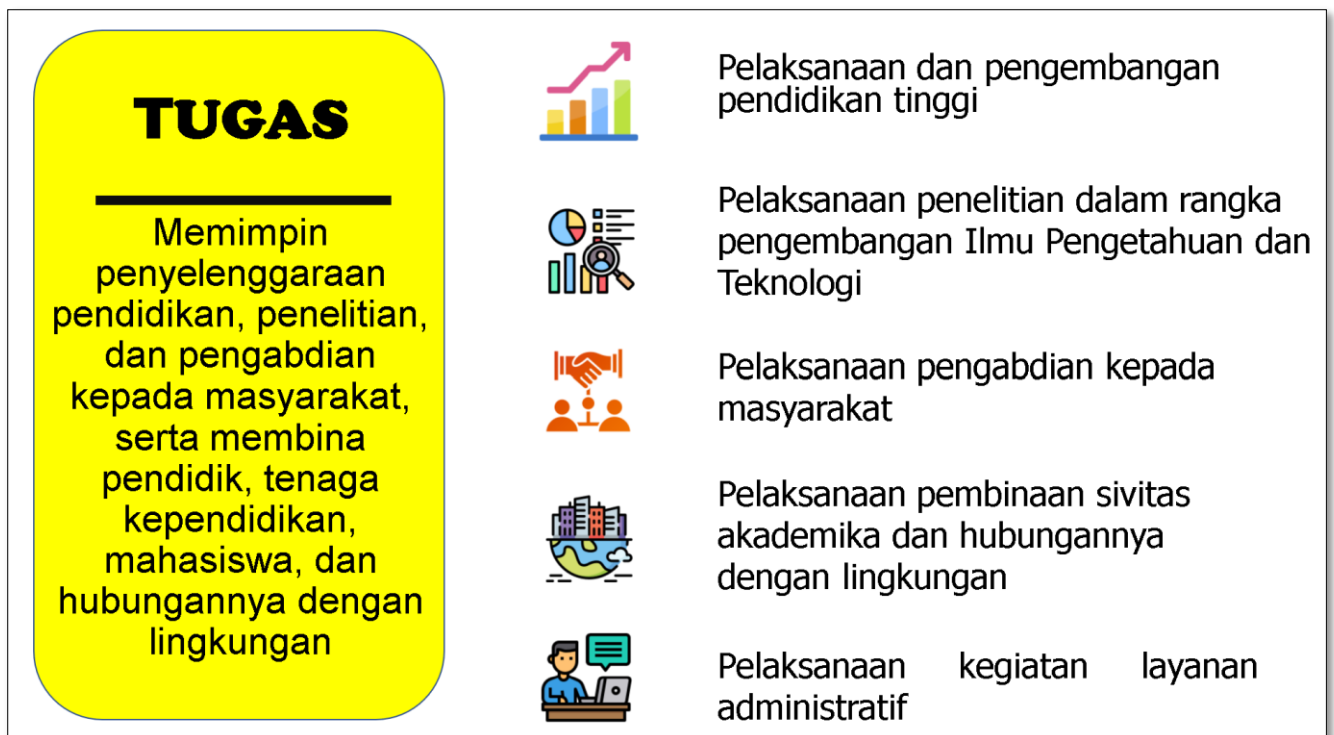 TUGAS
Memimpin
penyelenggaraan
pendidikan, penelitian,
dan pengabdian
kepada masyarakat,
serta membina
pendidik, tenaga
kependidikan,
mahasiswa, dan
hubungannya dengan
lingkungan
Pelaksanaan dan pengembangan
pendidikan tinggi
Pelaksanaan penelitian dalam rangka
pengembangan Ilmu Pengetahuan dan
Teknologi
Pelaksanaan pengabdian kepada
masyarakat
Pelaksanaan pembinaan sivitas
akademika dan hubungannya
dengan lingkungan
Pelaksanaan kegiatan layanan
administratif